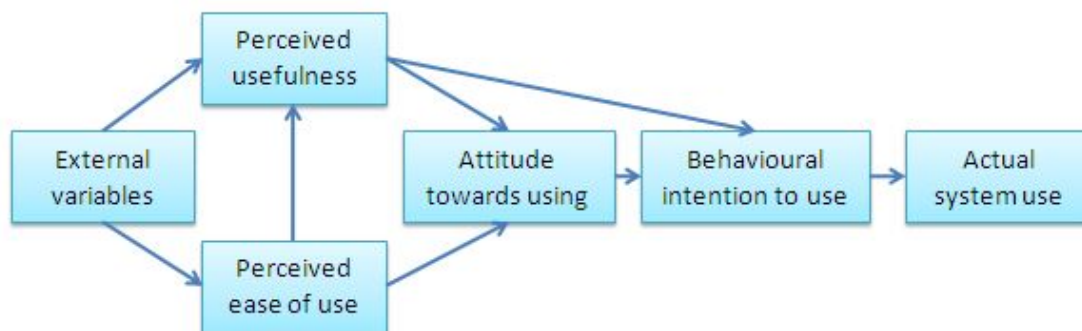 Perceived
usefulness
External
variables
Attitude
towards using
Behavioural
intention to use
Actual
system use
Perceived
ease of use